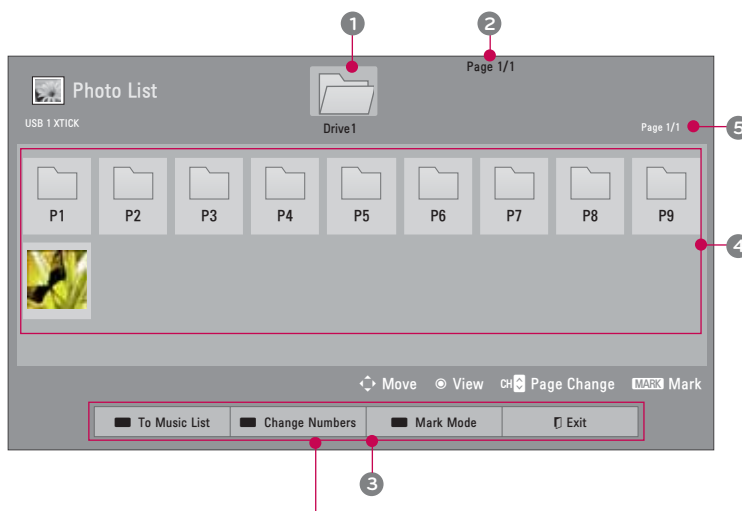 1 2
Page 1/1
Photo List
USB 1 XTICK
Drive1
Page 1/1 5
P1 P2 P3 P4 P5 P6 P7 P8 P9
4
Move View CH Page Change MARK Mark
To Music List Change Numbers Mark Mode Exit
3